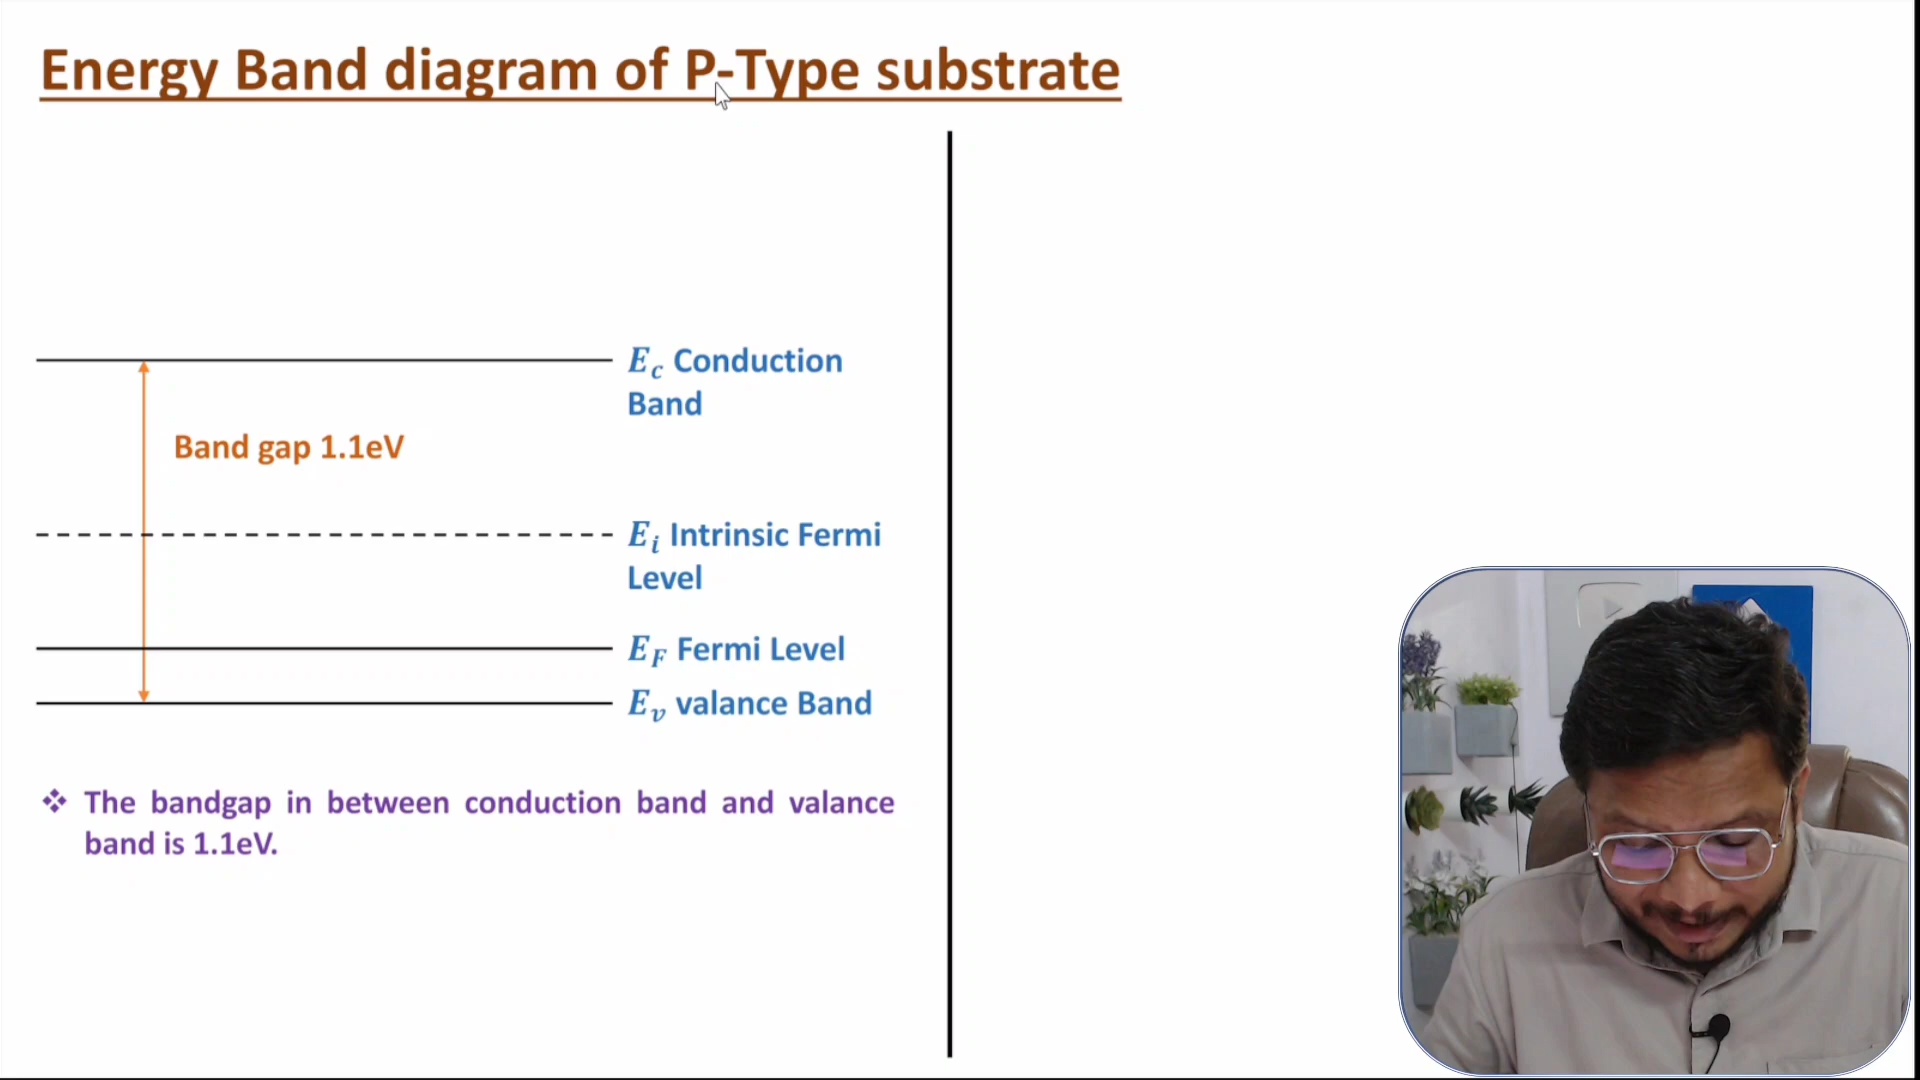 Energy Band diagram of P-Type substrate
E_c Conduction
Band
Band gap 1.1eV
E_i Intrinsic Fermi
Level
E_F Fermi Level
E_v valance Band
❖ The bandgap in between conduction band and valance
band is 1.1eV.